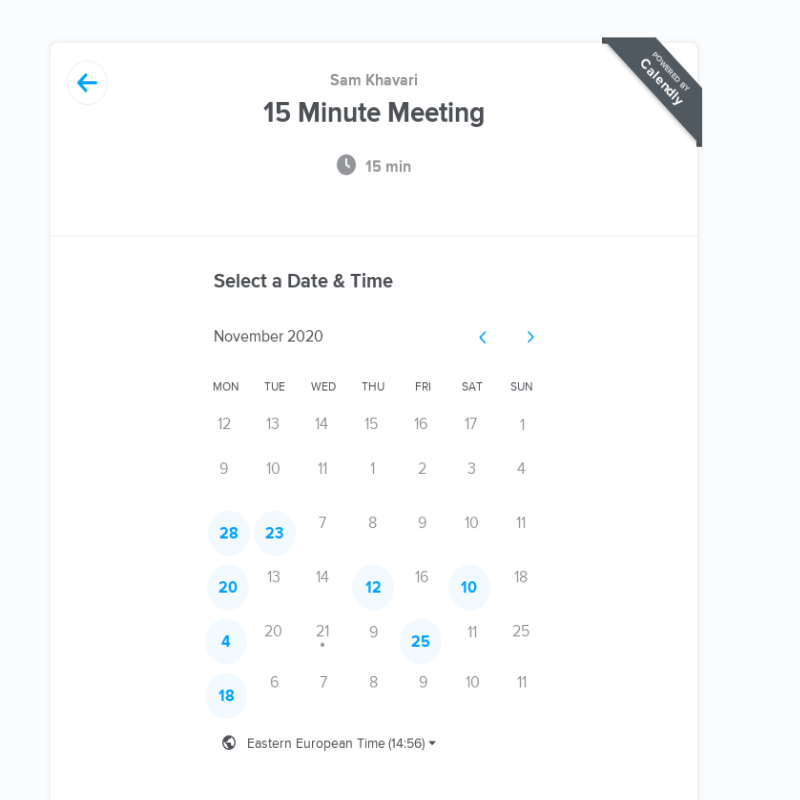 POWERED BY
Calendly
Sam Khavari
15 Minute Meeting
15 min
Select a Date & Time
November 2020
MON TUE WED THU FRI SAT SUN
12 13 14 15 16 17 1
9 10 11 1 2 3 4
28 23 7 8 9 10 11
20 13 14 12 16 10 18
4 20 21 9 25 11 25
18 6 7 8 9 10 11
Eastern European Time (14:56)